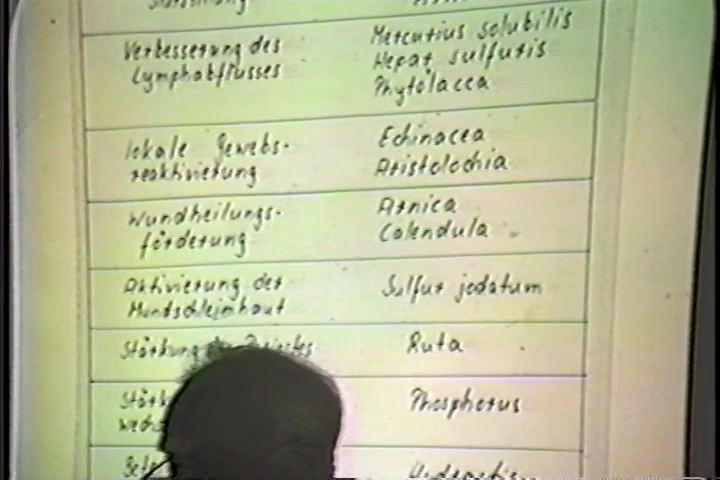 Verbesserung des
Lymphabflusses
Mercurius solubilis
Hepar sulfuris
Phytolacca
lokale Gewebs-
reaktivierung
Echinacea
Aristolochia
Wundheilungs-
förderung
Arnica
Calendula
Aktivierung der
Mundschleimhaut
Sulfur jodatum
Stärkung
Ruta
Phosphorus